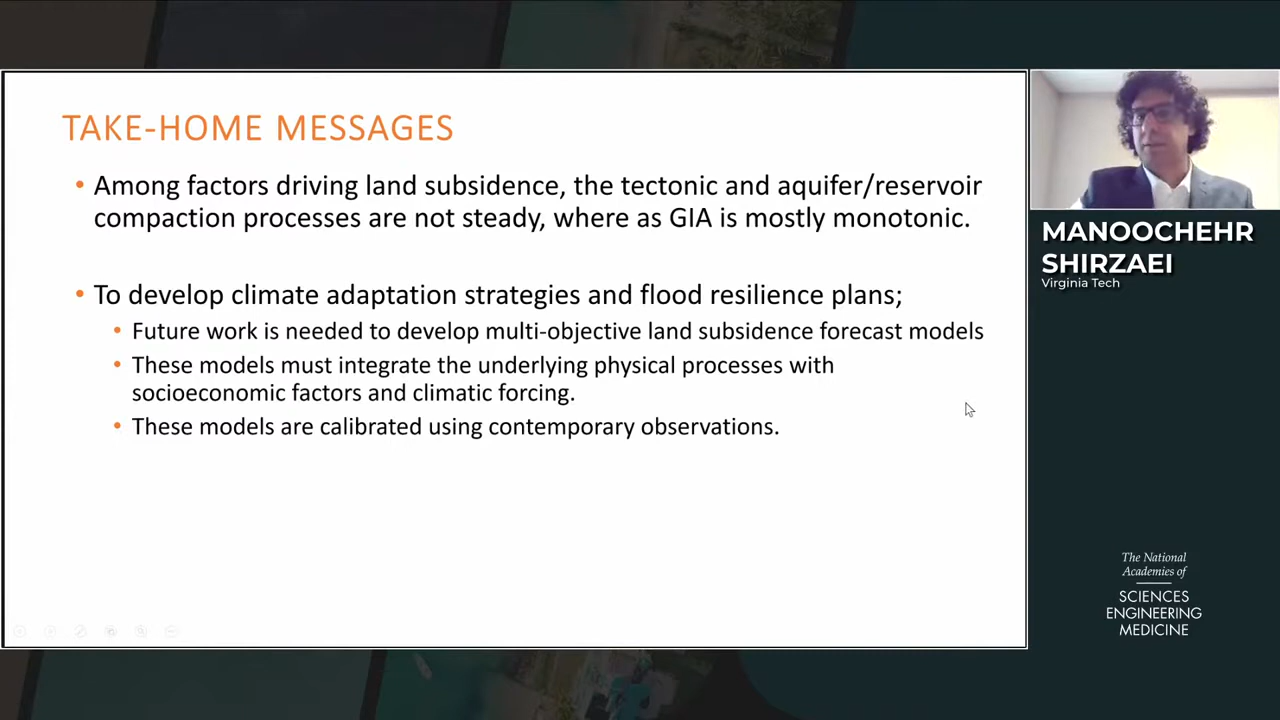 TAKE-HOME MESSAGES
• Among factors driving land subsidence, the tectonic and aquifer/reservoir
compaction processes are not steady, where as GIA is mostly monotonic.
• To develop climate adaptation strategies and flood resilience plans;
• Future work is needed to develop multi-objective land subsidence forecast models
• These models must integrate the underlying physical processes with
socioeconomic factors and climatic forcing.
• These models are calibrated using contemporary observations.
MANOOCHEHR
SHIRZAEI
Virginia Tech
The National
Academies of
SCIENCES
ENGINEERING
MEDICINE